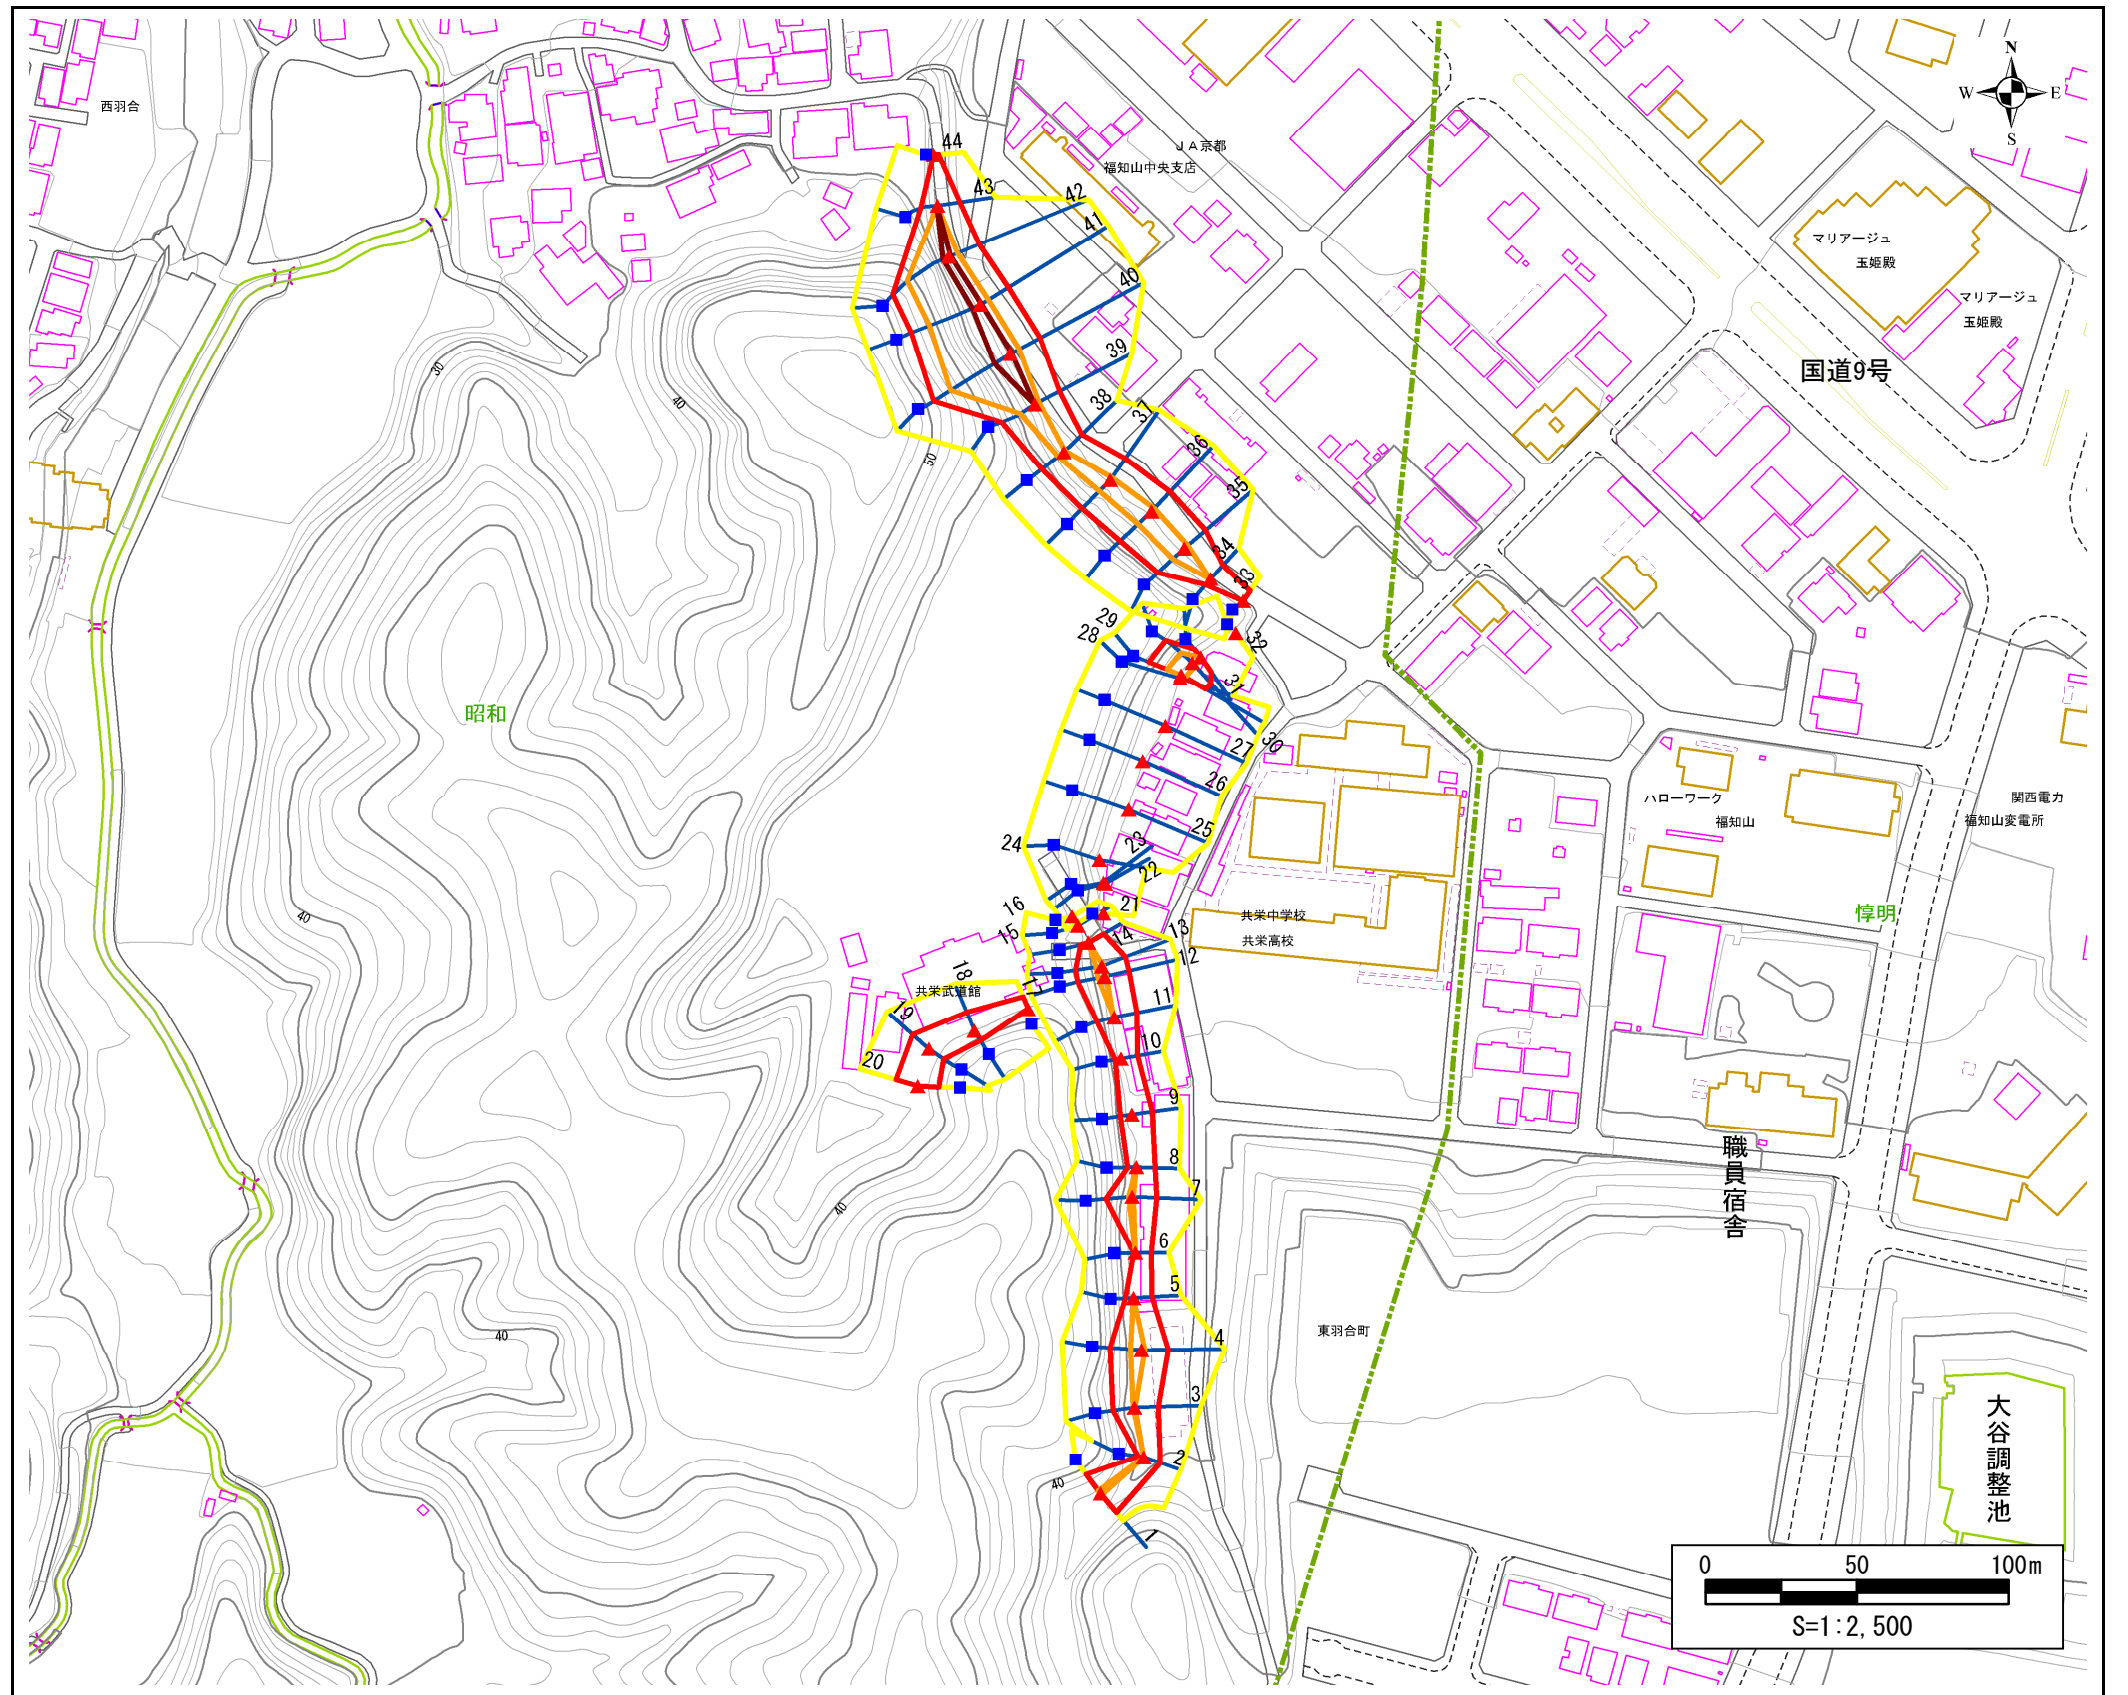 N
W E
S
西羽合
ＪＡ京都
福知山中央支店
マリアージュ
玉姫殿
マリアージュ
玉姫殿
国道9号
44
43
42
41
40
39
38
37
36
35
34
33
32
31
30
29
28
27
26
25
24
23
22
21
20
19
18
17
16
15
14
13
12
11
10
9
8
7
6
5
4
3
2
1
30
40
50
昭和
40
40
40
40
ハローワーク
福知山
関西電力
福知山変電所
惇明
共栄中学校
共栄高校
共栄武道館
職員宿舎
東羽合町
大谷調整池
0 50 100m
S=1:2,500